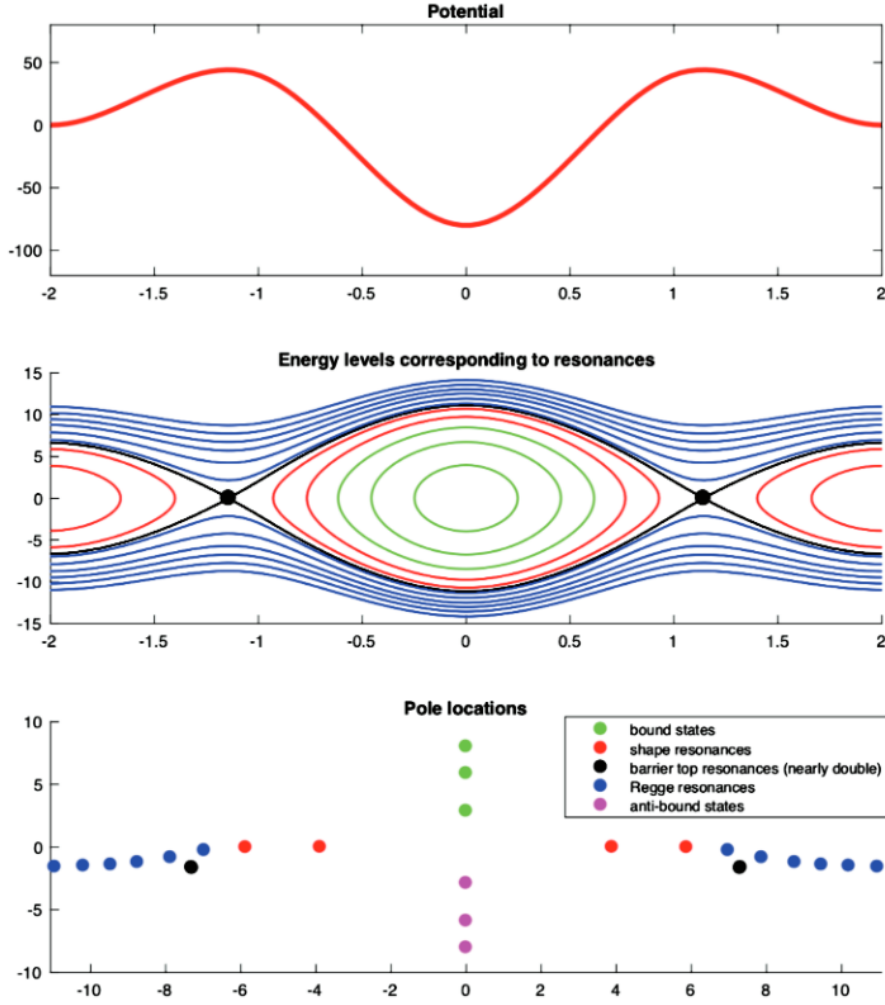 Potential
50
0
-50
-100
-2 -1.5 -1 -0.5 0 0.5 1 1.5 2
Energy levels corresponding to resonances
15
10
5
0
-5
-10
-15
-2 -1.5 -1 -0.5 0 0.5 1 1.5 2
Pole locations
10
5
0
-5
-10
bound states
shape resonances
barrier top resonances (nearly double)
Regge resonances
anti-bound states
-10 -8 -6 -4 -2 0 2 4 6 8 10